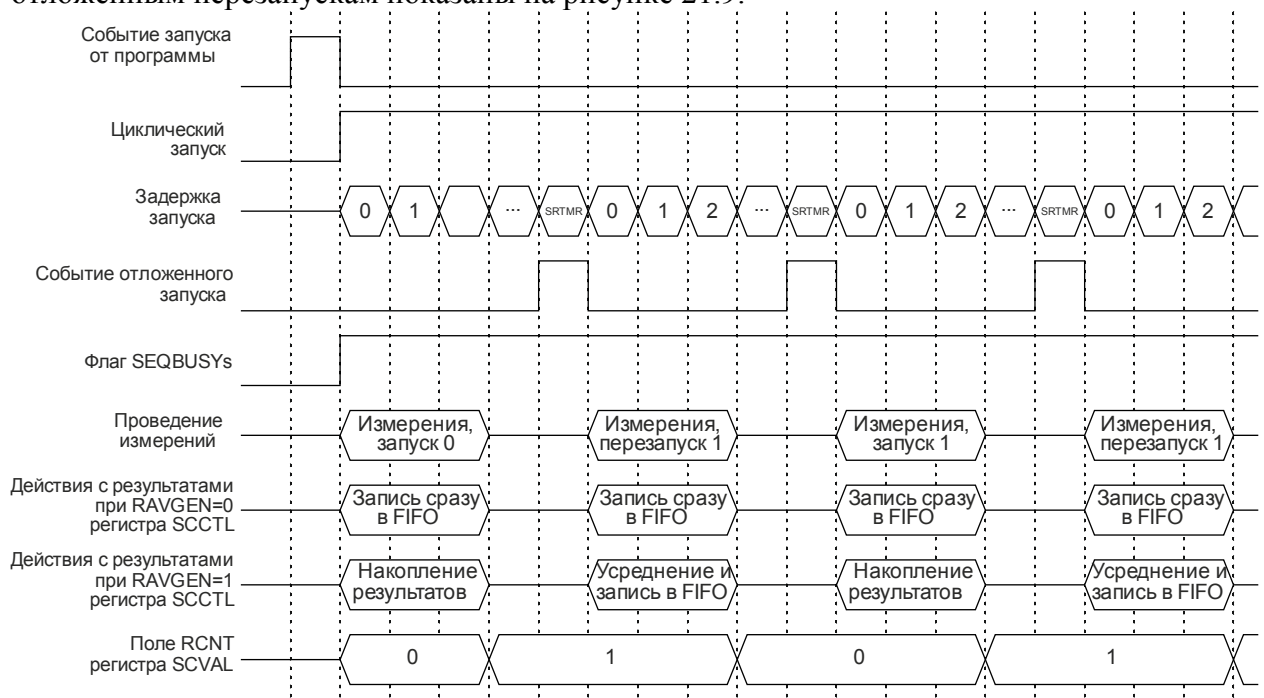 отложенным перезапускам показаны на рисунке 21.9.
Событие запуска
от программы
Циклический
запуск
Задержка
запуска
0 1 ... SRTMR 0 1 2 ... SRTMR 0 1 2 ... SRTMR 0 1 2
Событие отложенного
запуска
Флаг SEQBUSYs
Проведение
измерений
Измерения,
запуск 0
Измерения,
перезапуск 1
Измерения,
запуск 1
Измерения,
перезапуск 1
Действия с результатами
при RAVGEN=0
регистра SCCTL
Запись сразу
в FIFO
Запись сразу
в FIFO
Запись сразу
в FIFO
Запись сразу
в FIFO
Действия с результатами
при RAVGEN=1
регистра SCCTL
Накопление
результатов
Усреднение и
запись в FIFO
Накопление
результатов
Усреднение и
запись в FIFO
Поле RCNT
регистра SCVAL
0 1 0 1